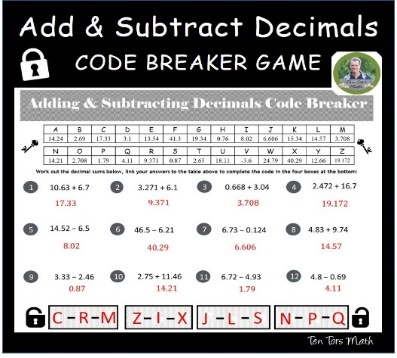 Add & Subtract Decimals
CODE BREAKER GAME
Adding & Subtracting Decimals Code Breaker
A B C D E F G H I J K L M
14.24 2.69 17.33 3.1 13.54 41.3 19.34 9.76 8.02 6.606 15.34 14.57 3.708
N O P Q R S T U V W X Y Z
14.21 2.708 1.79 4.11 9.371 0.87 2.65 18.11 -3.6 24.79 40.29 12.66 19.172
Work out the decimal sums below, link your answers to the table above to complete the code in the four boxes at the bottom:
1 10.63 + 6.7 2 3.271 + 6.1 3 0.668 + 3.04 4 2.472 + 16.7
17.33 9.371 3.708 19.172
5 14.52 – 6.5 6 46.5 – 6.21 7 6.73 – 0.124 8 4.83 + 9.74
8.02 40.29 6.606 14.57
9 3.33 – 2.46 10 2.75 + 11.46 11 6.72 – 4.93 12 4.8 – 0.69
0.87 14.21 1.79 4.11
C – R – M Z – I – X J – L – S N – P – Q
Ten Tors Math